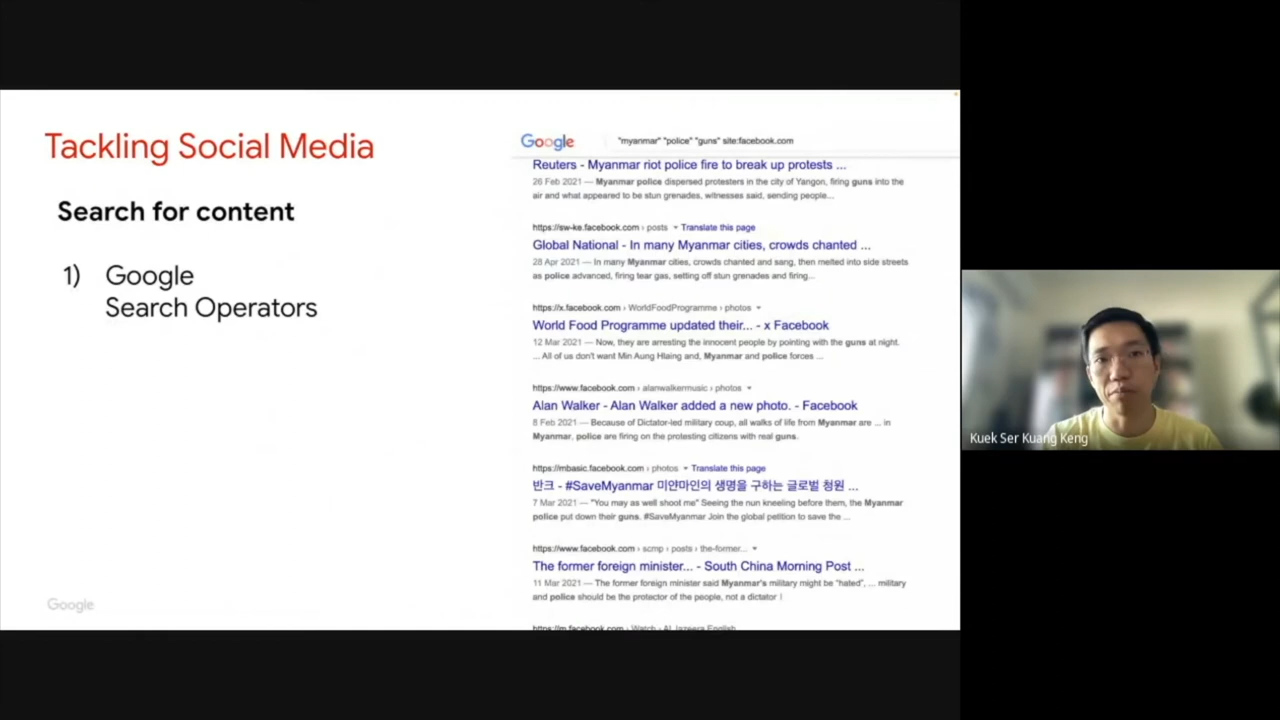 Tackling Social Media
Search for content
1) Google
Search Operators
Google
Google
"myanmar" "police" "guns" site:facebook.com
Reuters - Myanmar riot police fire to break up protests ...
26 Feb 2021 — Myanmar police dispersed protesters in the city of Yangon, firing guns into the
air and what appeared to be stun grenades, witnesses said, sending people...
https://sw-ke.facebook.com › posts ▾ Translate this page
Global National - In many Myanmar cities, crowds chanted ...
28 Apr 2021 — In many Myanmar cities, crowds chanted and sang, then melted into side streets
as police advanced, firing tear gas, setting off stun grenades and firing...
https://x.facebook.com › WorldFoodProgramme › photos ▾
World Food Programme updated their... - x Facebook
12 Mar 2021 — Now, they are arresting the innocent people by pointing with the guns at night.
... All of us don't want Min Aung Hlaing and, Myanmar and police forces ...
https://www.facebook.com › alanwalkermusic › photos ▾
Alan Walker - Alan Walker added a new photo. - Facebook
8 Feb 2021 — Because of Dictator-led military coup, all walks of life from Myanmar are ... in
Myanmar, police are firing on the protesting citizens with real guns.
https://mbasic.facebook.com › photos ▾ Translate this page
반크 - #SaveMyanmar 미얀마인의 생명을 구하는 글로벌 청원 ...
7 Mar 2021 — "You may as well shoot me" Seeing the nun kneeling before them, the Myanmar
police put down their guns. #SaveMyanmar Join the global petition to save the ...
https://www.facebook.com › scmp › posts › the-former... ▾
The former foreign minister... - South China Morning Post ...
11 Mar 2021 — The former foreign minister said Myanmar's military might be "hated", ... military
and police should be the protector of the people, not a dictator !
https://m.facebook.com › Watch › Al Jazeera English
Kuek Ser Kuang Keng